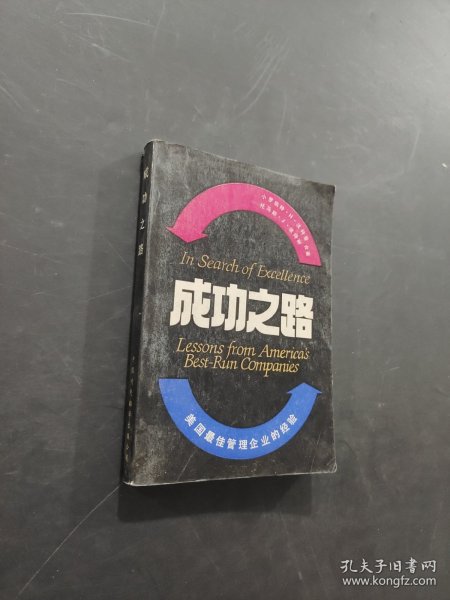 In Search of Excellence
成功之路
Lessons from America's
Best-Run Companies
美国最佳管理企业的经验
成功之路
孔夫子旧书网
www.kongfz.com